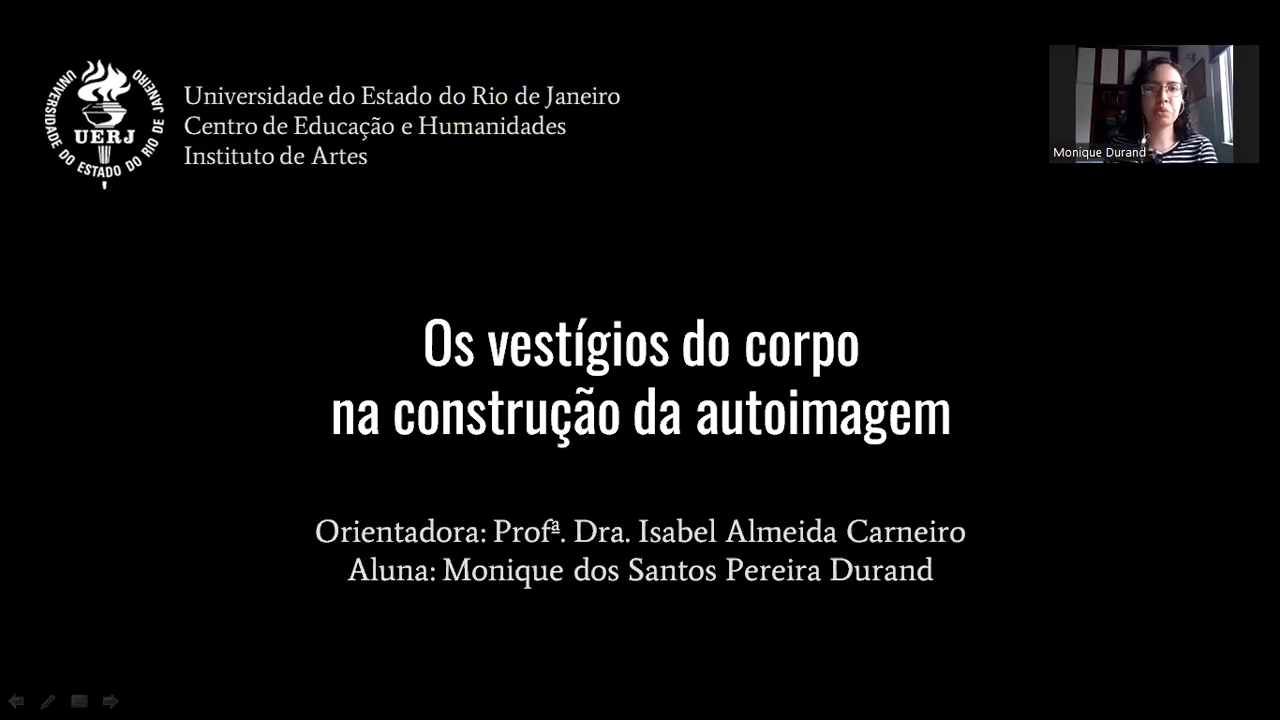 UNIVERSIDADE DO ESTADO DO RIO DE JANEIRO
UERJ
Universidade do Estado do Rio de Janeiro
Centro de Educação e Humanidades
Instituto de Artes
Monique Durand
Os vestígios do corpo
na construção da autoimagem
Orientadora: Profª. Dra. Isabel Almeida Carneiro
Aluna: Monique dos Santos Pereira Durand